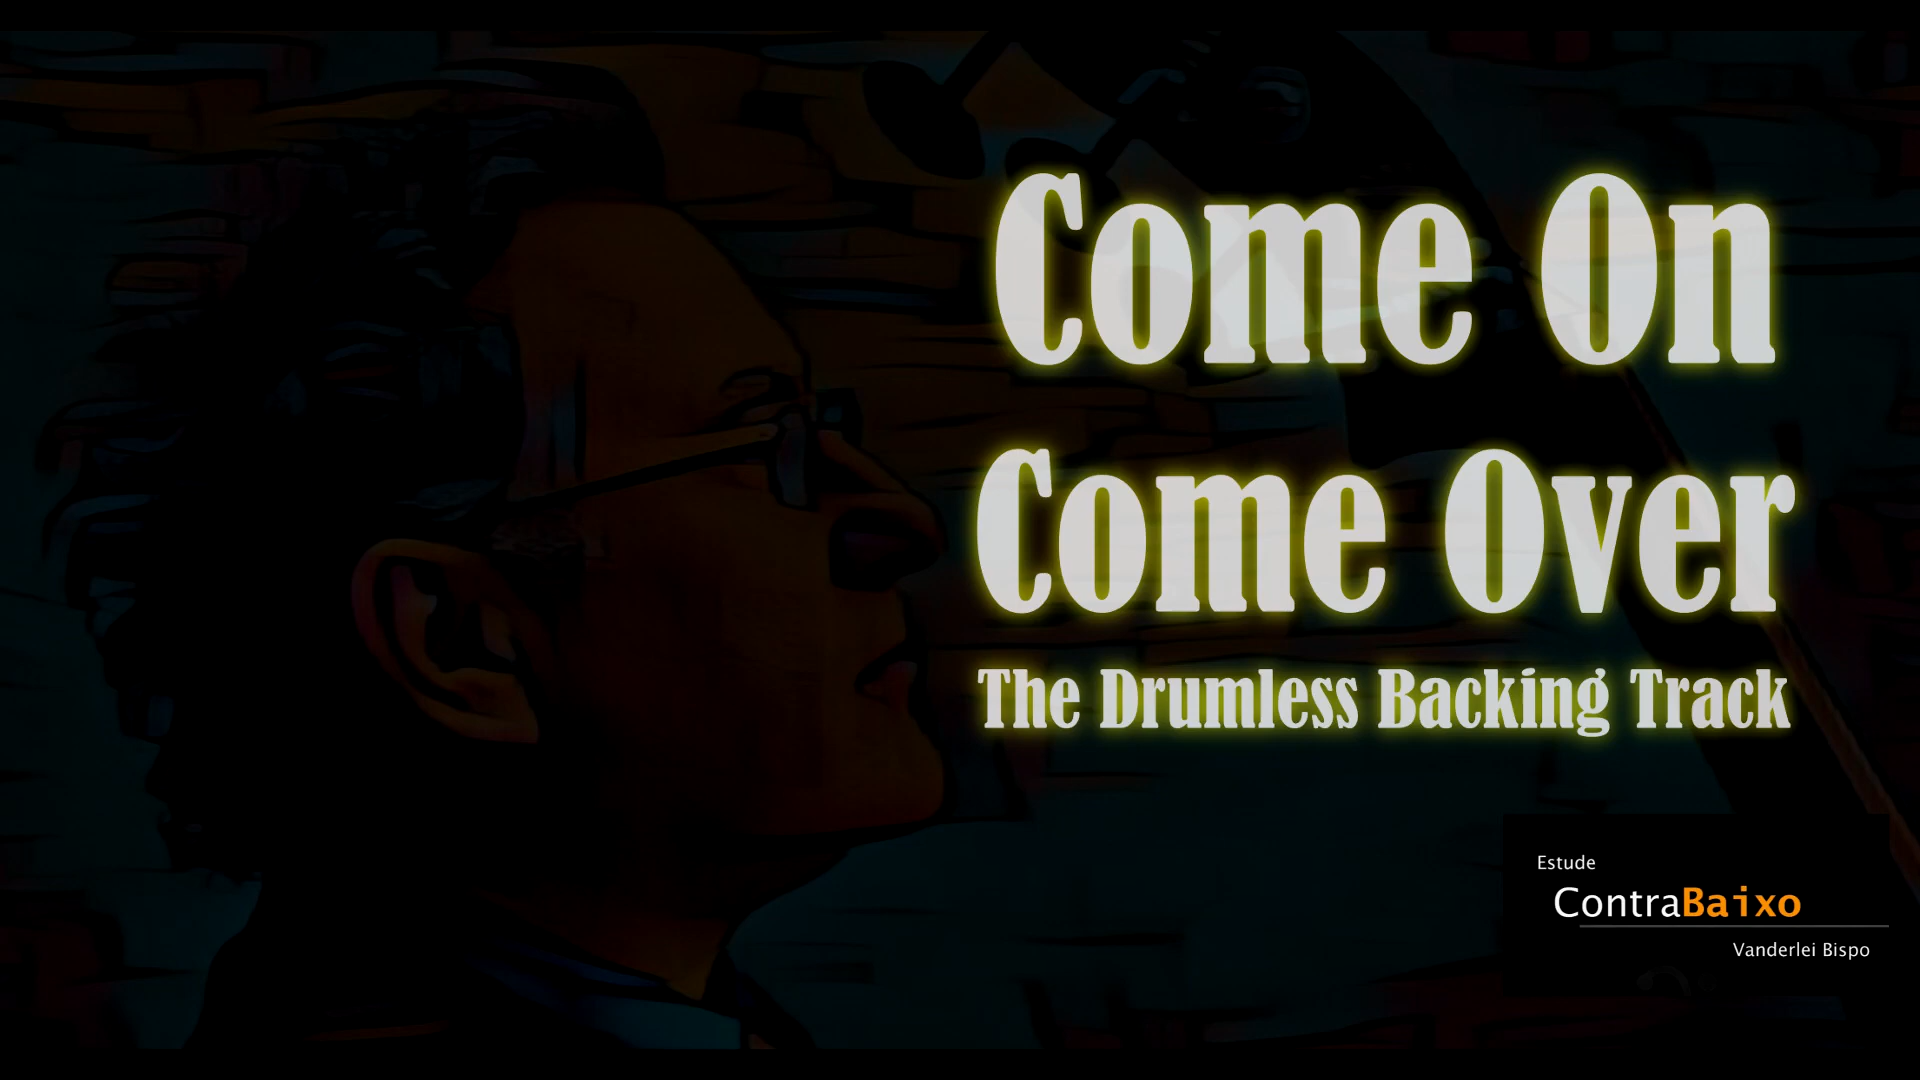 Come On
Come Over
The Drumless Backing Track
Estude
ContraBaixo
Vanderlei Bispo